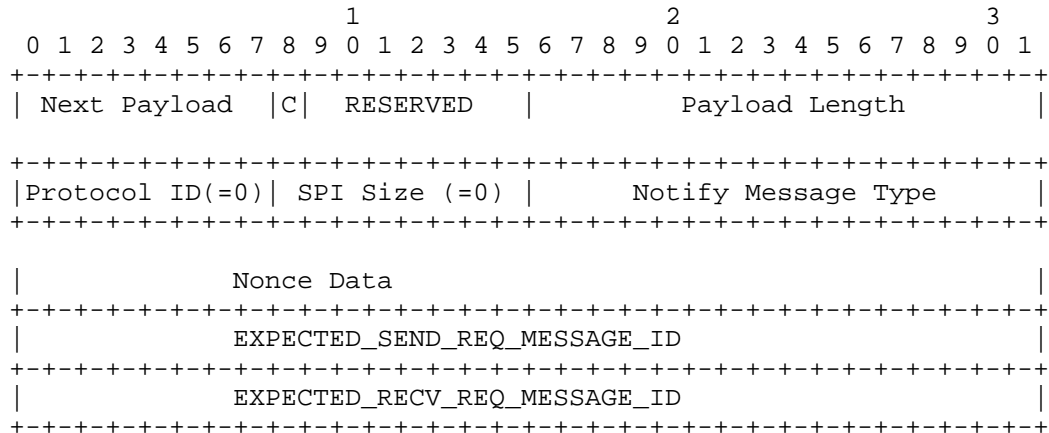 1                   2                   3
 0 1 2 3 4 5 6 7 8 9 0 1 2 3 4 5 6 7 8 9 0 1 2 3 4 5 6 7 8 9 0 1
+-+-+-+-+-+-+-+-+-+-+-+-+-+-+-+-+-+-+-+-+-+-+-+-+-+-+-+-+-+-+-+-+
| Next Payload  |C|  RESERVED   |         Payload Length        |
+-+-+-+-+-+-+-+-+-+-+-+-+-+-+-+-+-+-+-+-+-+-+-+-+-+-+-+-+-+-+-+-+
|Protocol ID(=0)| SPI Size (=0) |      Notify Message Type      |
+-+-+-+-+-+-+-+-+-+-+-+-+-+-+-+-+-+-+-+-+-+-+-+-+-+-+-+-+-+-+-+-+
|             Nonce Data                                        |
+-+-+-+-+-+-+-+-+-+-+-+-+-+-+-+-+-+-+-+-+-+-+-+-+-+-+-+-+-+-+-+-+
|             EXPECTED_SEND_REQ_MESSAGE_ID                      |
+-+-+-+-+-+-+-+-+-+-+-+-+-+-+-+-+-+-+-+-+-+-+-+-+-+-+-+-+-+-+-+-+
|             EXPECTED_RECV_REQ_MESSAGE_ID                      |
+-+-+-+-+-+-+-+-+-+-+-+-+-+-+-+-+-+-+-+-+-+-+-+-+-+-+-+-+-+-+-+-+